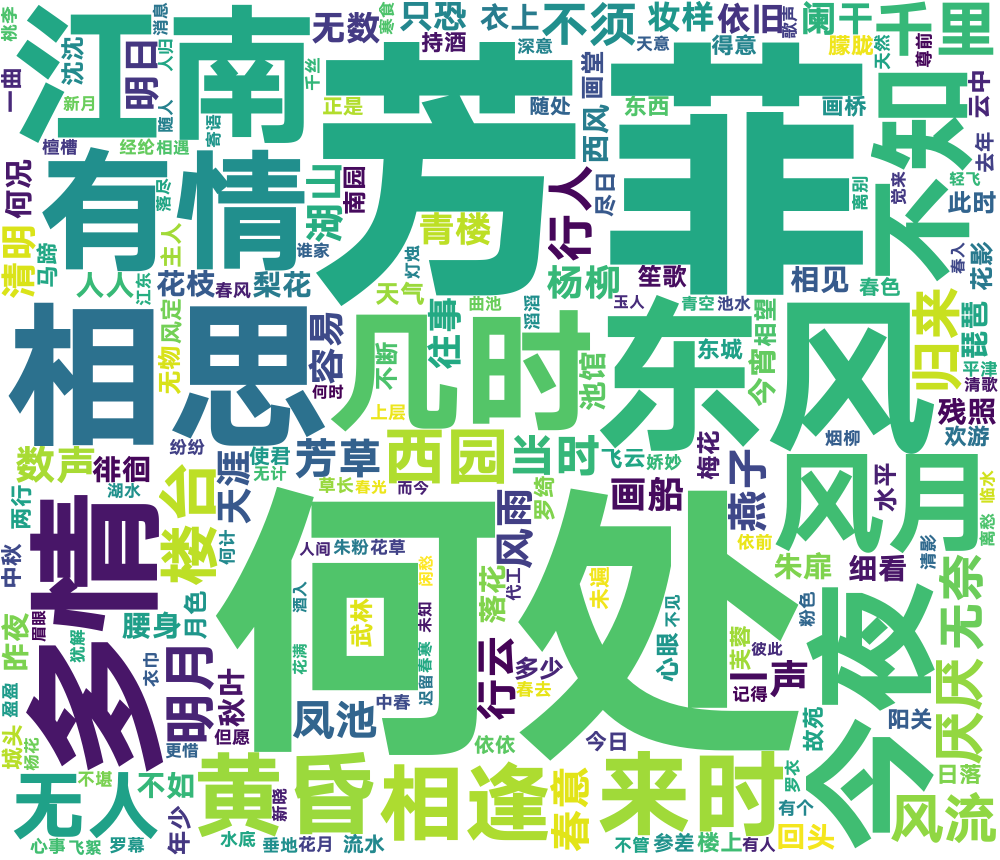 桃李
江南
消息
人归
沈沈
明日
新月
随人
寄语
一曲
檀槽
经纶
相遇
无数
寒食
只恐
持酒
衣上
深意
不须
天意
妆样
得意
依旧
歌声
阑干
朦胧
天然
千里
尊前
云中
千丝
正是
随处
画堂
西风
东西
画桥
不知
去年
芳菲
有情
落尽
湖山
南园
青楼
行人
尽日
离别
觉来
何况
清明
马蹄
主人
谁家
灯烛
春入
花影
人人
江东
花枝
春风
梨花
天气
杨柳
笙歌
相见
春色
曲池
滔滔
玉人
青空
池水
相思
无物
风定
容易
何时
不断
往事
几时
池馆
东风
东城
今宵
相望
归来
琵琶
平津
清歌
残照
欢游
上层
烟柳
纷纷
数声
徘徊
湖水
使君
无计
芳草
西园
当时
飞云
娇妙
梅花
草长
春光
而今
罗绮
画船
燕子
依前
风月
水平
临水
离愁
清影
两行
楼台
天涯
何计
中秋
多情
人间
朱粉
花草
闲愁
风雨
代工
何处
未遍
不见
朱扉
细看
无奈
昨夜
眉眼
犹解
腰身
月色
酒入
武林
未知
落花
心眼
芙蓉
彼此
粉色
今夜
盈盈
衣巾
明月
秋叶
花满
迟留
春寒
行云
多少
春去
一声
记得
厌厌
城头
杨花
更惜
但愿
凤池
中春
依依
今日
故苑
日落
无人
不堪
不如
黄昏
新晓
相逢
春意
来时
罗衣
有个
风流
心事
飞絮
罗幕
年少
水底
垂地
花月
流水
不管
参差
楼上
有人
回头